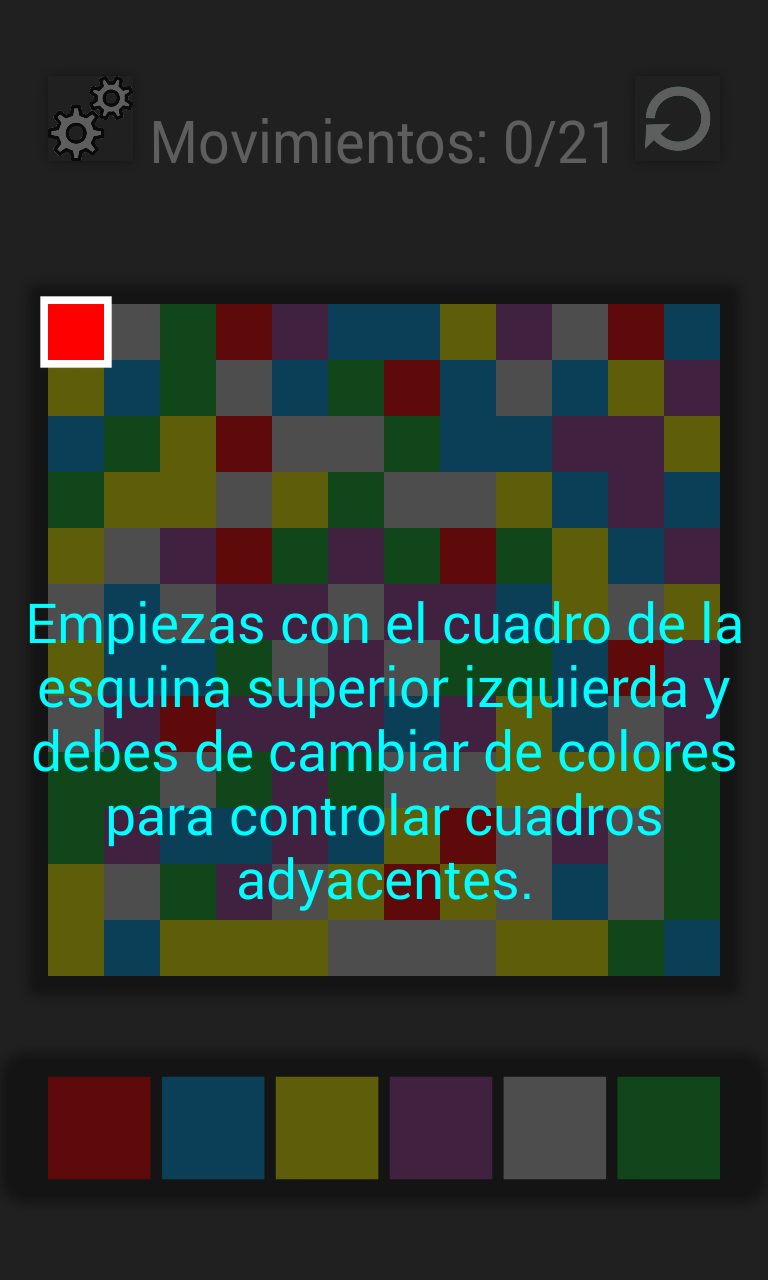 Movimientos: 0/21
Empiezas con el cuadro de la
esquina superior izquierda y
debes de cambiar de colores
para controlar cuadros
adyacentes.